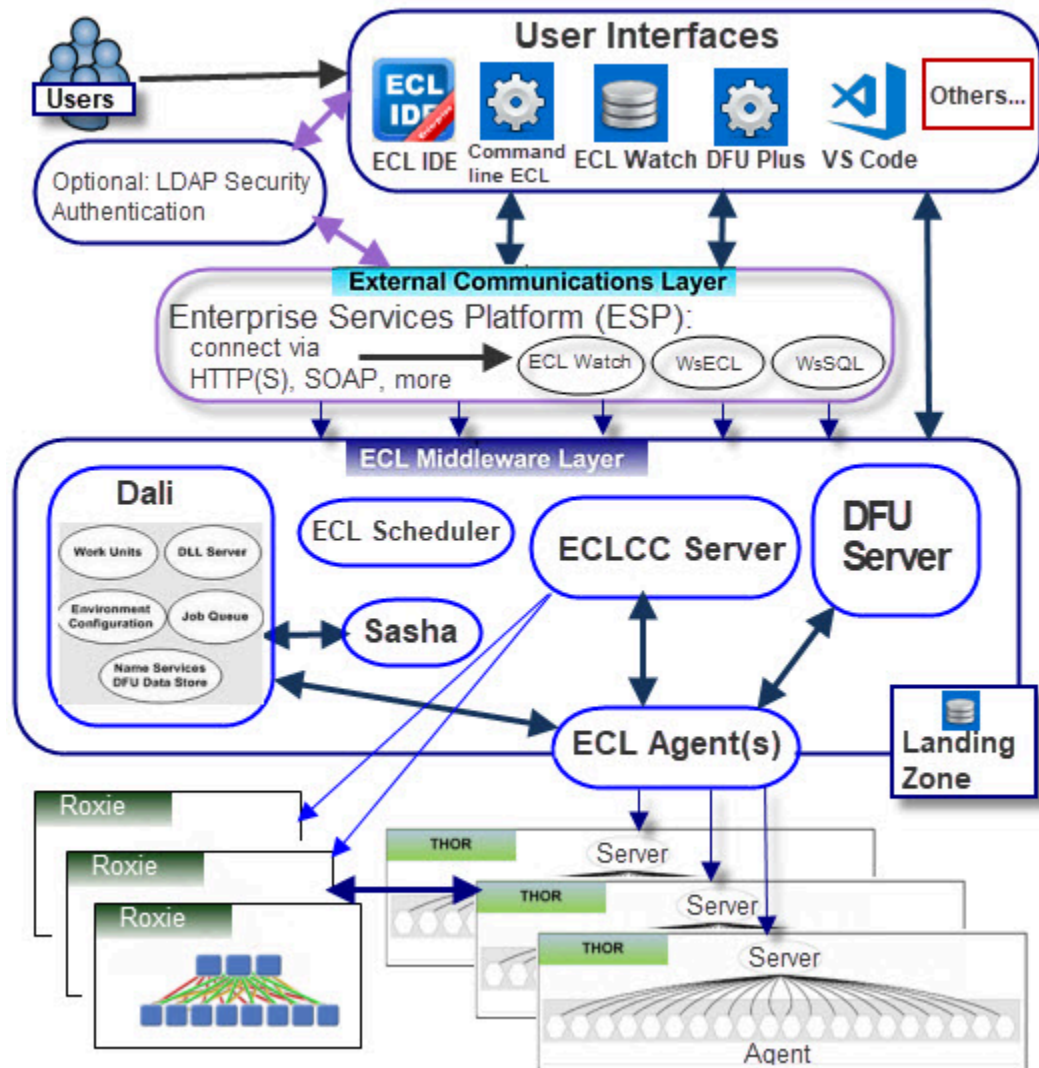 Users
User Interfaces
ECL
IDE
Enterprise
ECL IDE
Command
line ECL
ECL Watch
DFU Plus
VS Code
Others...
Optional: LDAP Security
Authentication
External Communications Layer
Enterprise Services Platform (ESP):
connect via
HTTP(S), SOAP, more
ECL Watch
WsECL
WsSQL
ECL Middleware Layer
Dali
Work Units
DLL Server
Environment
Configuration
Job Queue
Name Services
DFU Data Store
ECL Scheduler
Sasha
ECLCC Server
DFU
Server
ECL Agent(s)
Landing
Zone
Roxie
Roxie
Roxie
THOR
Server
THOR
Server
THOR
Server
Agent